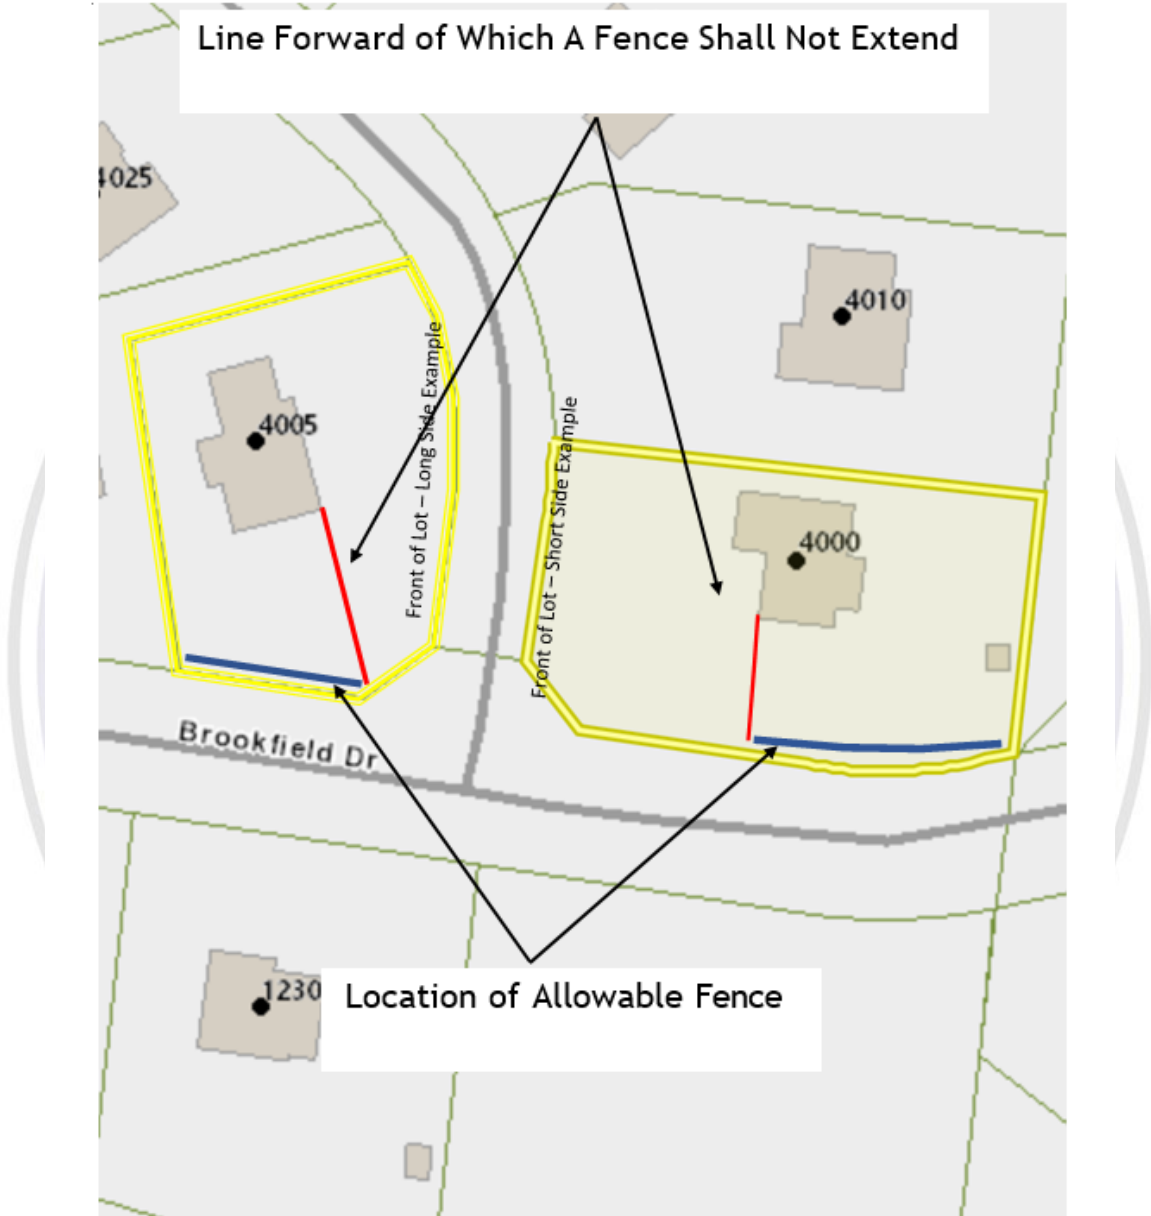 Line Forward of Which A Fence Shall Not Extend
4025
4010
4005
Front of Lot – Long Side Example
Front of Lot – Short Side Example
4000
Brookfield Dr
1230
Location of Allowable Fence